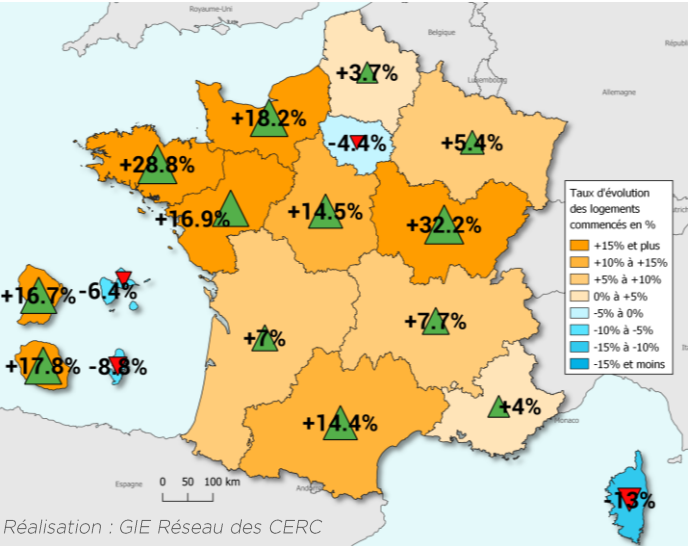 Royaume-Uni
Belgique
Républ
+3.7%
Luxembourg
Allemagne
+18.2%
-4.4%
+5.4%
+28.8%
Taux d'évolution
des logements
commencés en %
+15% et plus
+10% à +15%
+5% à +10%
0% à +5%
-5% à 0%
-10% à -5%
-15% à -10%
-15% et moins
+16.9%
+14.5%
+32.2%
+16.7%
-6.4%
+7.7%
+7%
+17.8%
-8.8%
+4%
+14.4%
Monaco
Espagne
0 50 100 km
-13%
Réalisation : GIE Réseau des CERC